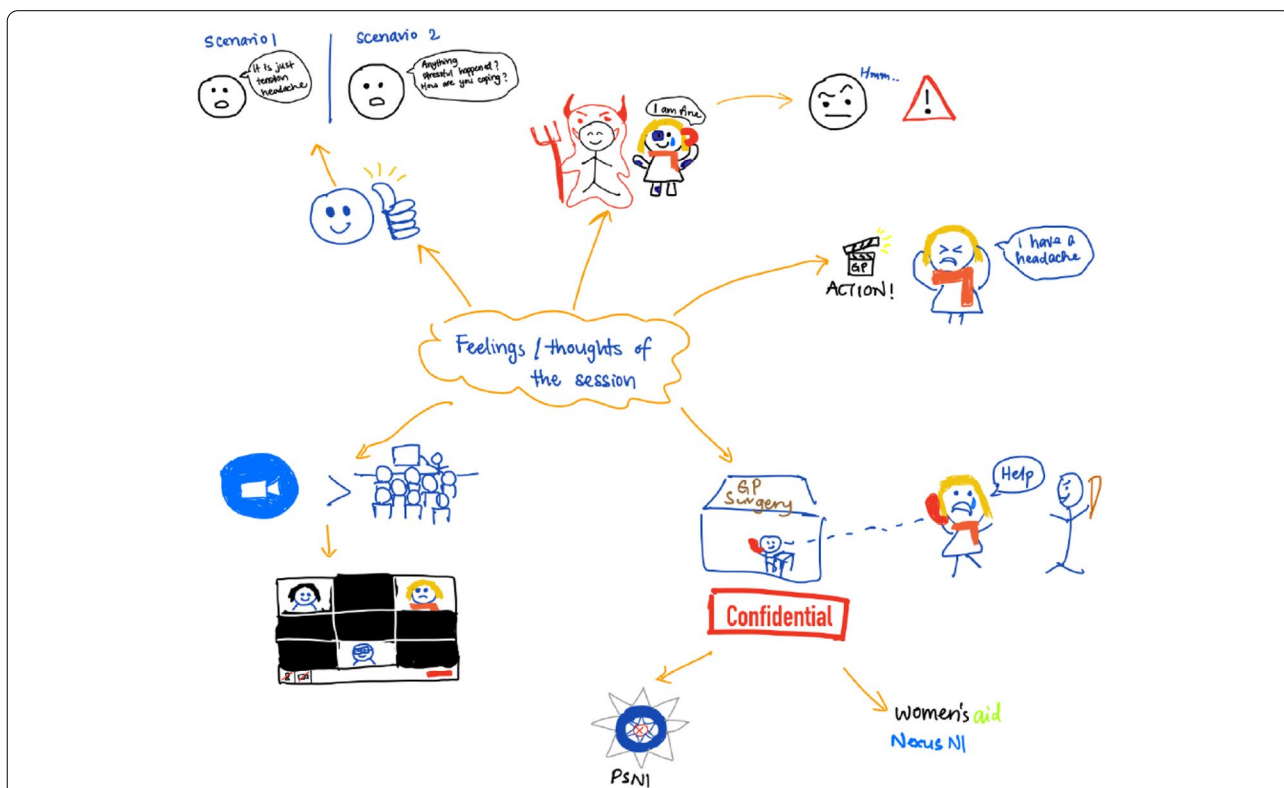 Scenario 1
It is just
tension
headache
Scenario 2
Anything
stressful happened?
How are you coping?
I am fine
Hmm..
GP
ACTION!
I have a
headache
Feelings / thoughts of
the session
GP
Surgery
Help
Confidential
PSNI
women's aid
Nexus NI